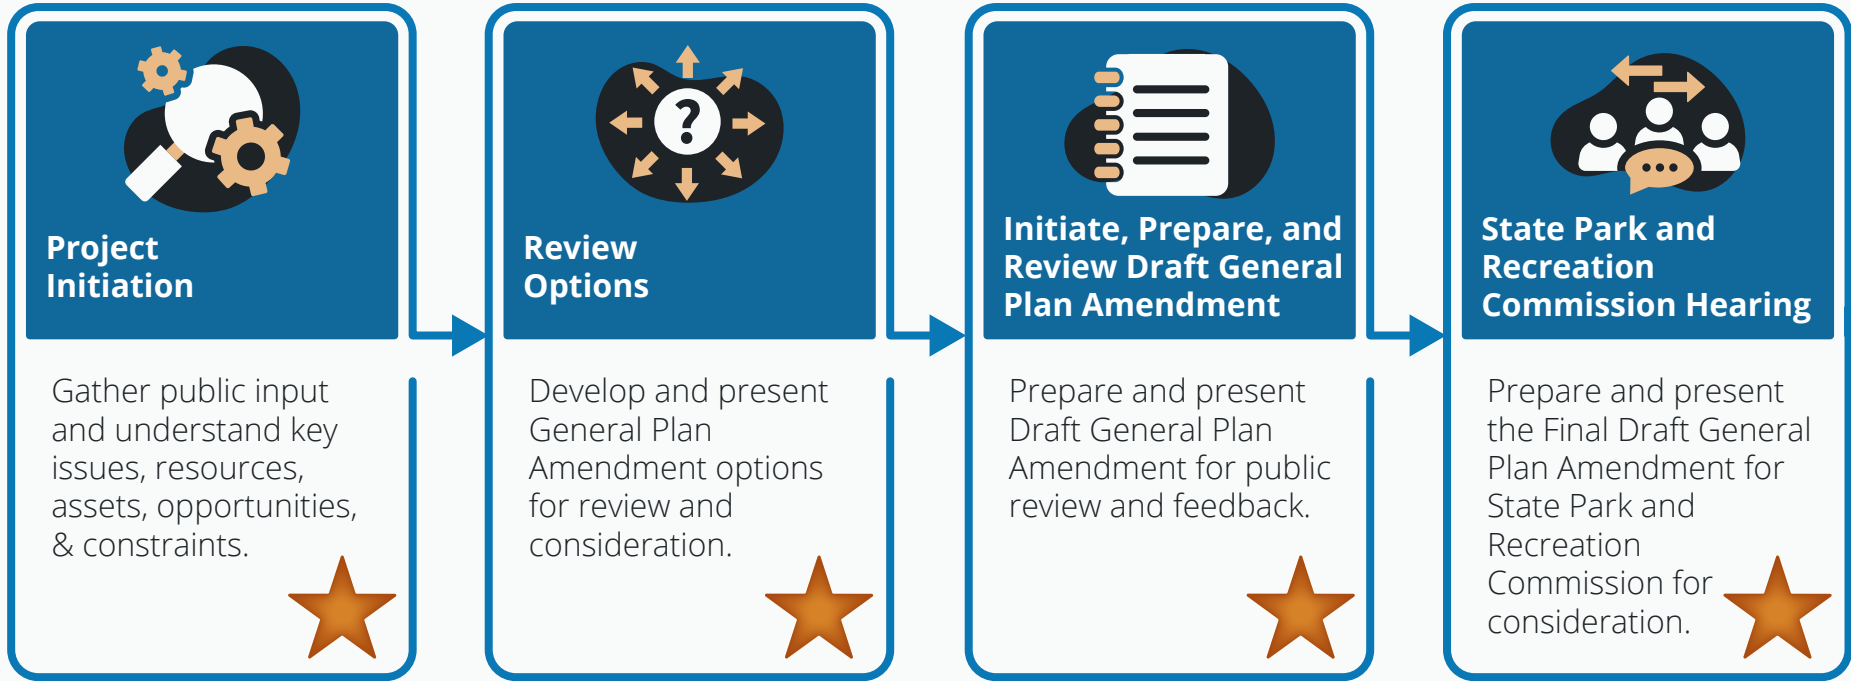 Project
Initiation
Gather public input
and understand key
issues, resources,
assets, opportunities,
& constraints.
?
Review
Options
Develop and present
General Plan
Amendment options
for review and
consideration.
Initiate, Prepare, and
Review Draft General
Plan Amendment
Prepare and present
Draft General Plan
Amendment for public
review and feedback.
State Park and
Recreation
Commission Hearing
Prepare and present
the Final Draft General
Plan Amendment for
State Park and
Recreation
Commission for
consideration.